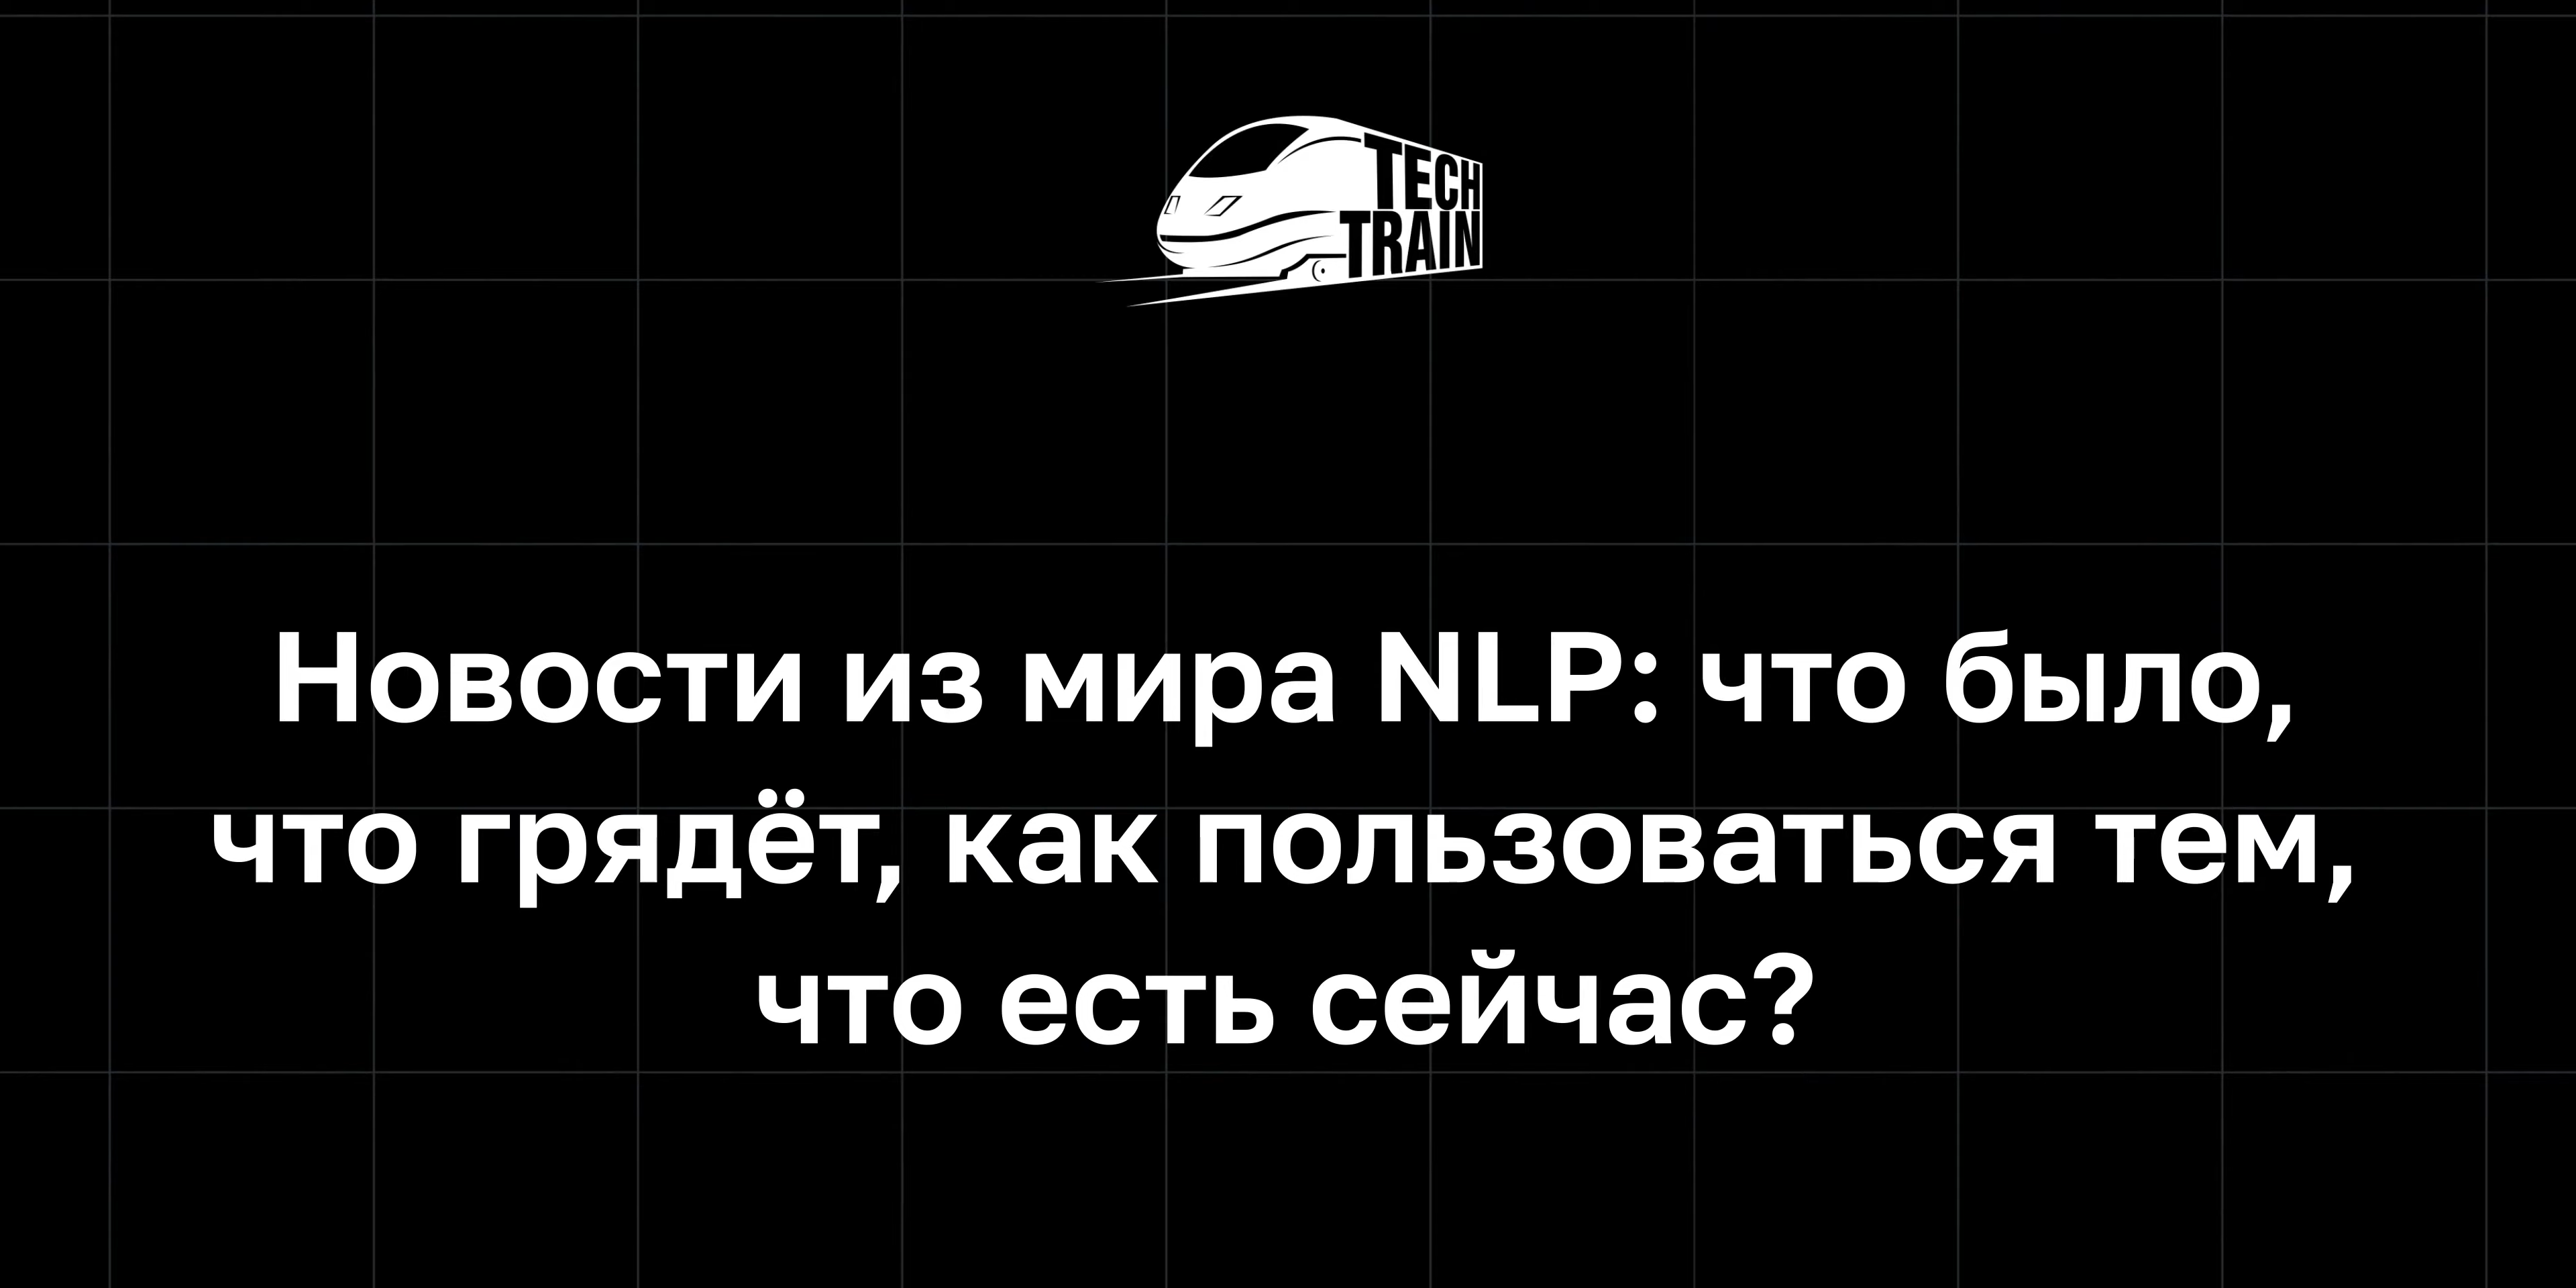 TECH
TRAIN
Новости из мира NLP: что было,
что грядёт, как пользоваться тем,
что есть сейчас?